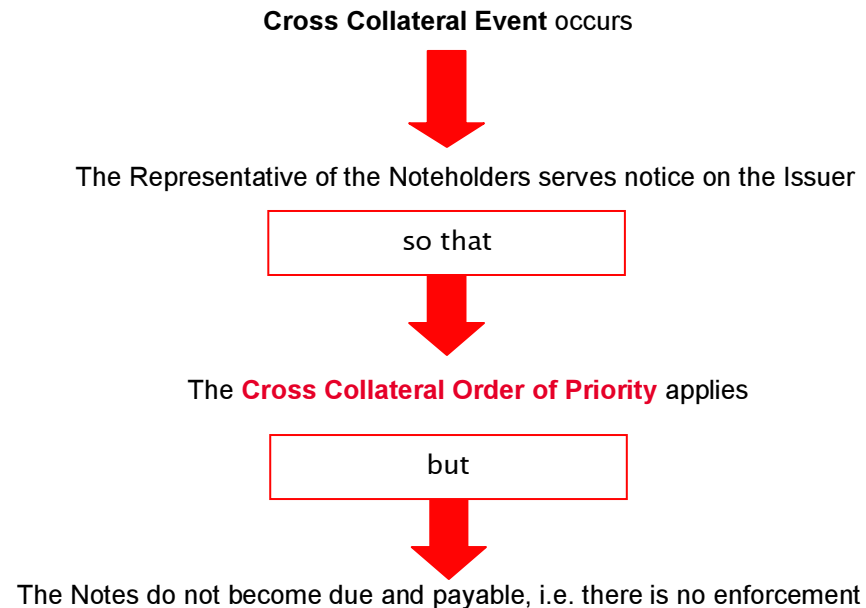 Cross Collateral Event occurs
The Representative of the Noteholders serves notice on the Issuer
so that
The Cross Collateral Order of Priority applies
but
The Notes do not become due and payable, i.e. there is no enforcement